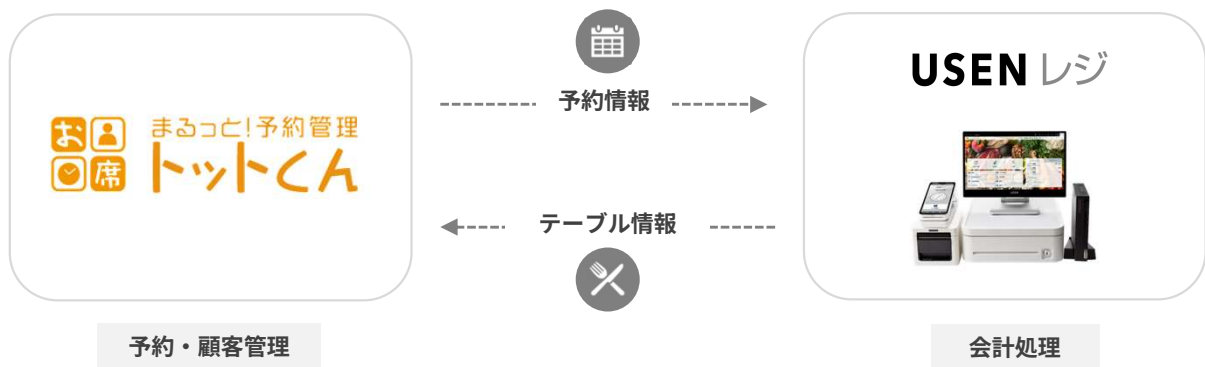 お
席
まるっと!予約管理
トットくん
予約情報
テーブル情報
USEN レジ
予約・顧客管理
会計処理